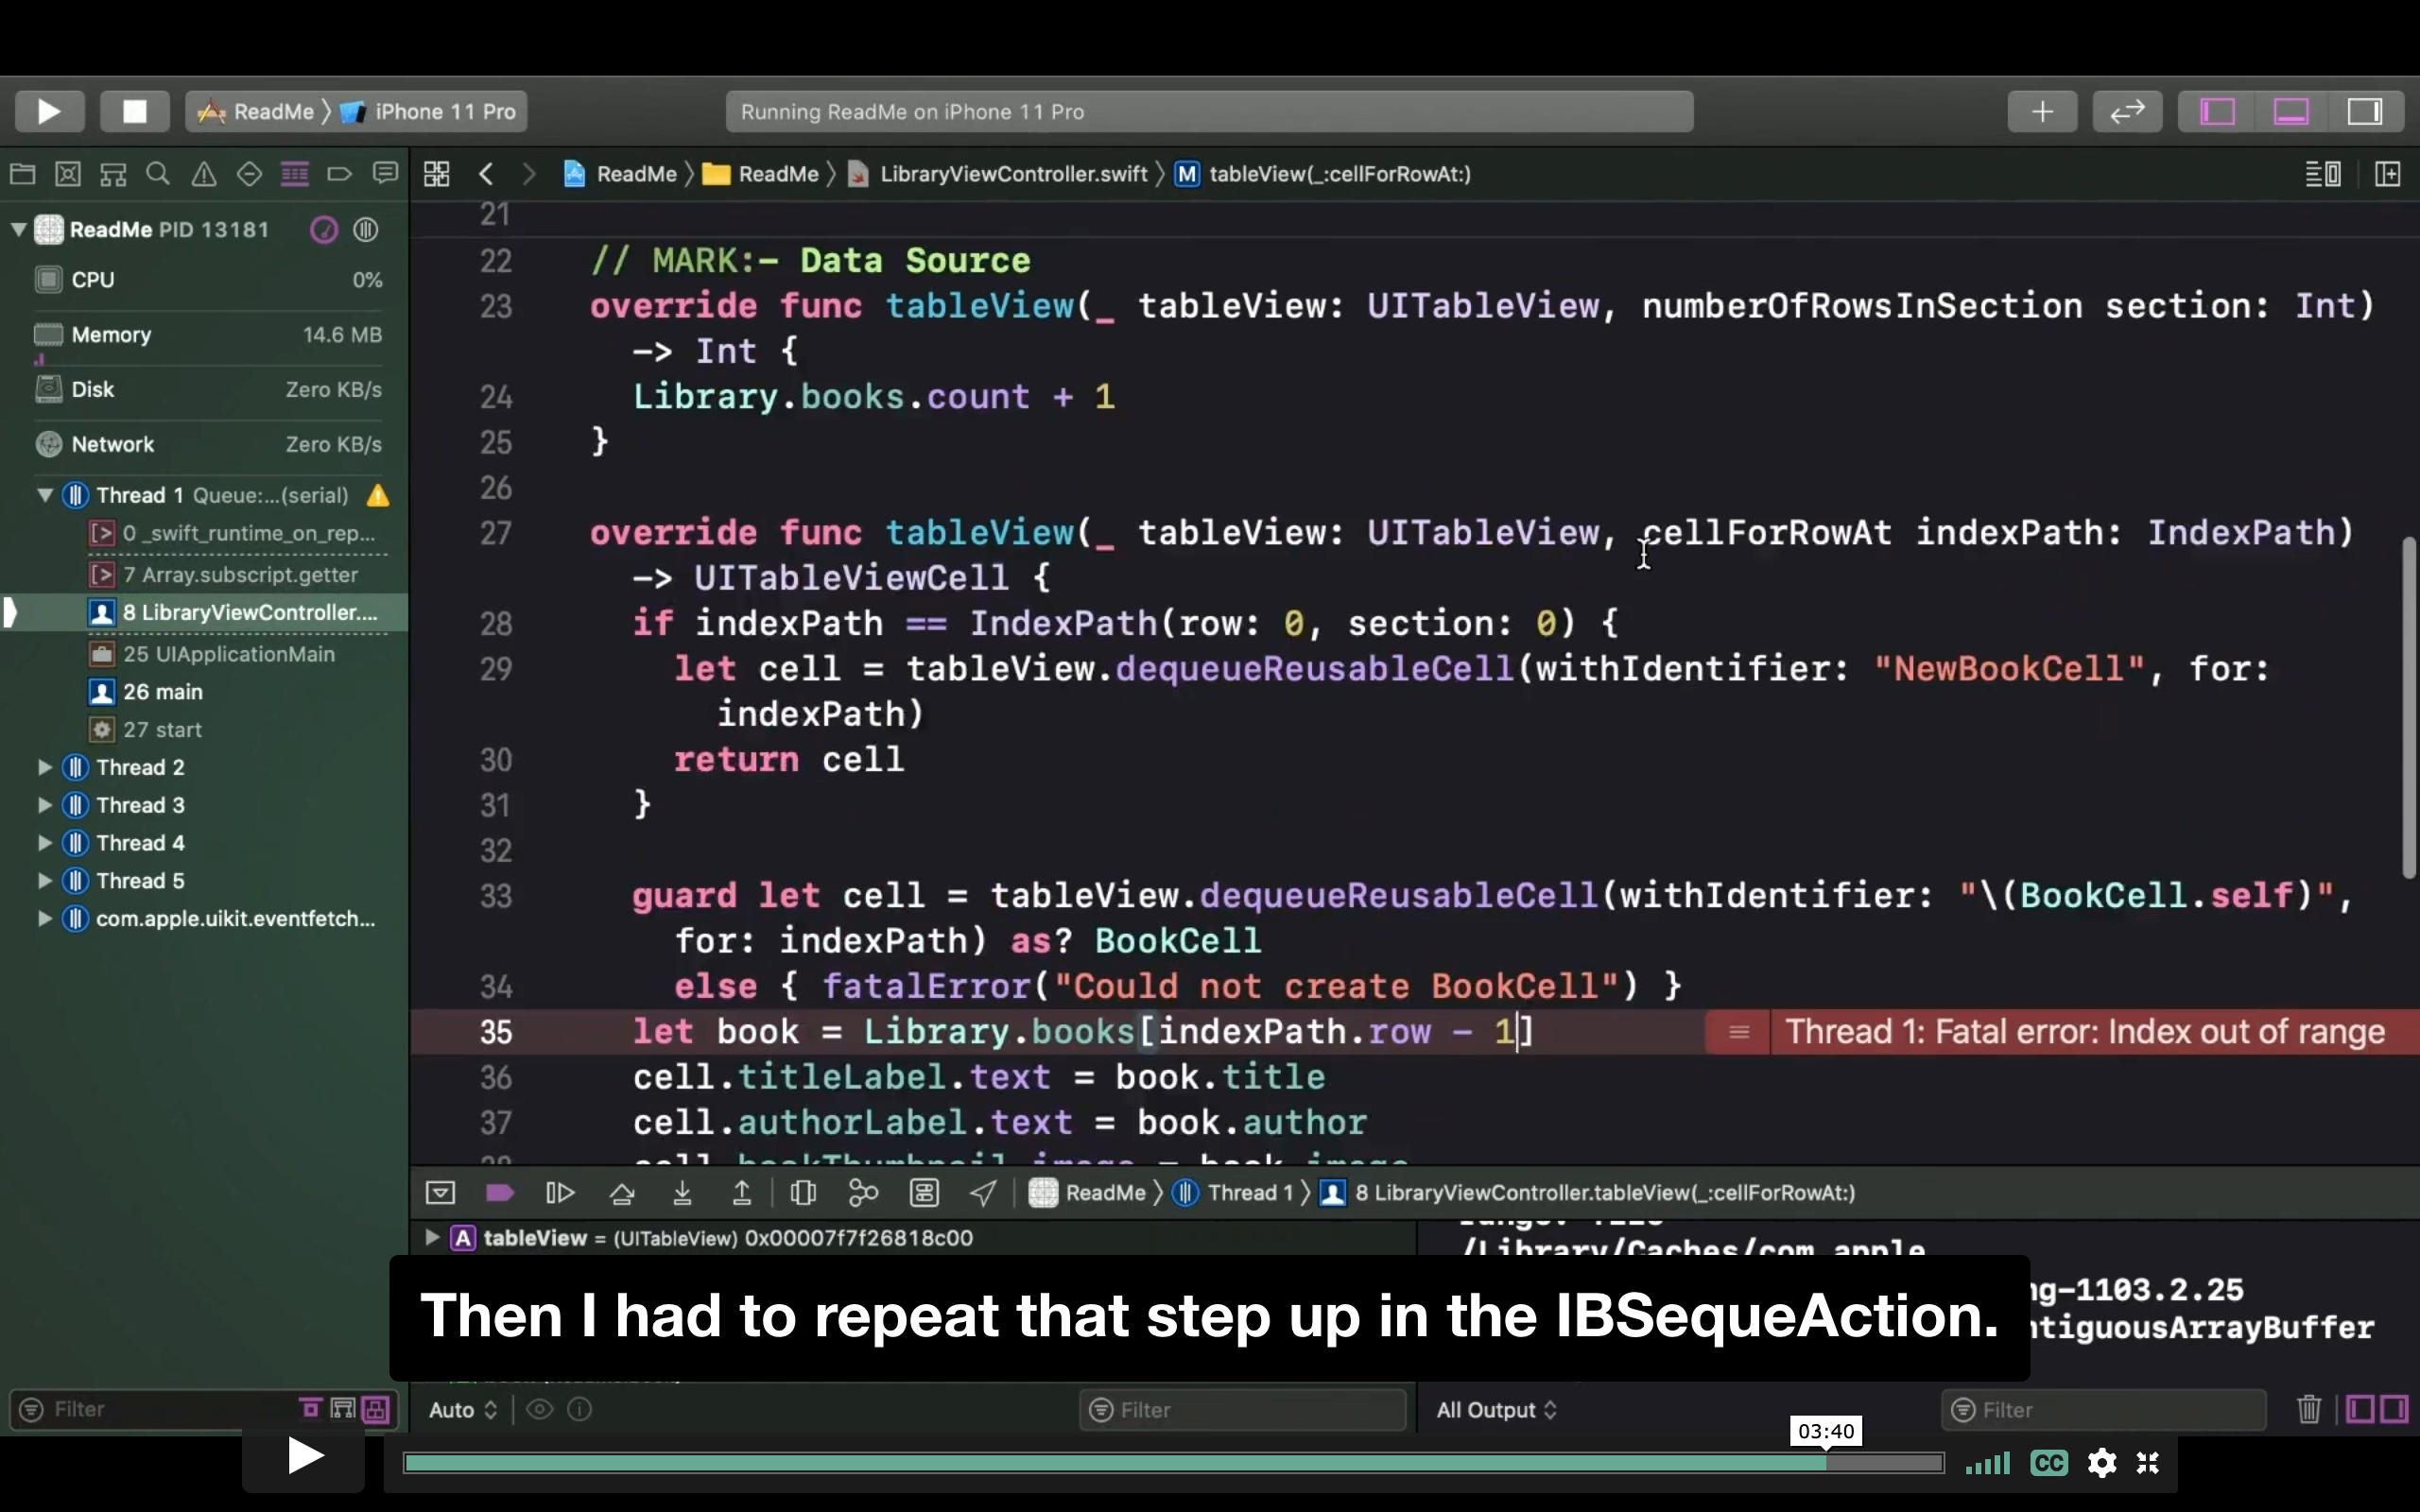 ReadMe 〉 iPhone 11 Pro
Running ReadMe on iPhone 11 Pro
ReadMe 〉 ReadMe 〉 LibraryViewController.swift 〉 M tableView(_:cellForRowAt:)
ReadMe PID 13181
CPU 0%
Memory 14.6 MB
Disk Zero KB/s
Network Zero KB/s
Thread 1 Queue:...(serial)
0 _swift_runtime_on_rep...
7 Array.subscript.getter
8 LibraryViewController....
25 UIApplicationMain
26 main
27 start
Thread 2
Thread 3
Thread 4
Thread 5
com.apple.uikit.eventfetch...
Filter
21
22 // MARK:- Data Source
23 override func tableView(_ tableView: UITableView, numberOfRowsInSection section: Int)
-> Int {
24 Library.books.count + 1
25 }
26
27 override func tableView(_ tableView: UITableView, cellForRowAt indexPath: IndexPath)
-> UITableViewCell {
28 if indexPath == IndexPath(row: 0, section: 0) {
29 let cell = tableView.dequeueReusableCell(withIdentifier: "NewBookCell", for:
indexPath)
30 return cell
31 }
32
33 guard let cell = tableView.dequeueReusableCell(withIdentifier: "\(BookCell.self)",
for: indexPath) as? BookCell
34 else { fatalError("Could not create BookCell") }
35 let book = Library.books[indexPath.row - 1] Thread 1: Fatal error: Index out of range
36 cell.titleLabel.text = book.title
37 cell.authorLabel.text = book.author
ReadMe 〉 Thread 1 〉 8 LibraryViewController.tableView(_:cellForRowAt:)
A tableView = (UITableView) 0x00007f7f26818c00
/Library/Caches/com.apple
ng-1103.2.25
ntiguousArrayBuffer
Then I had to repeat that step up in the IBSequeAction.
Auto
Filter
All Output
Filter
03:40
CC